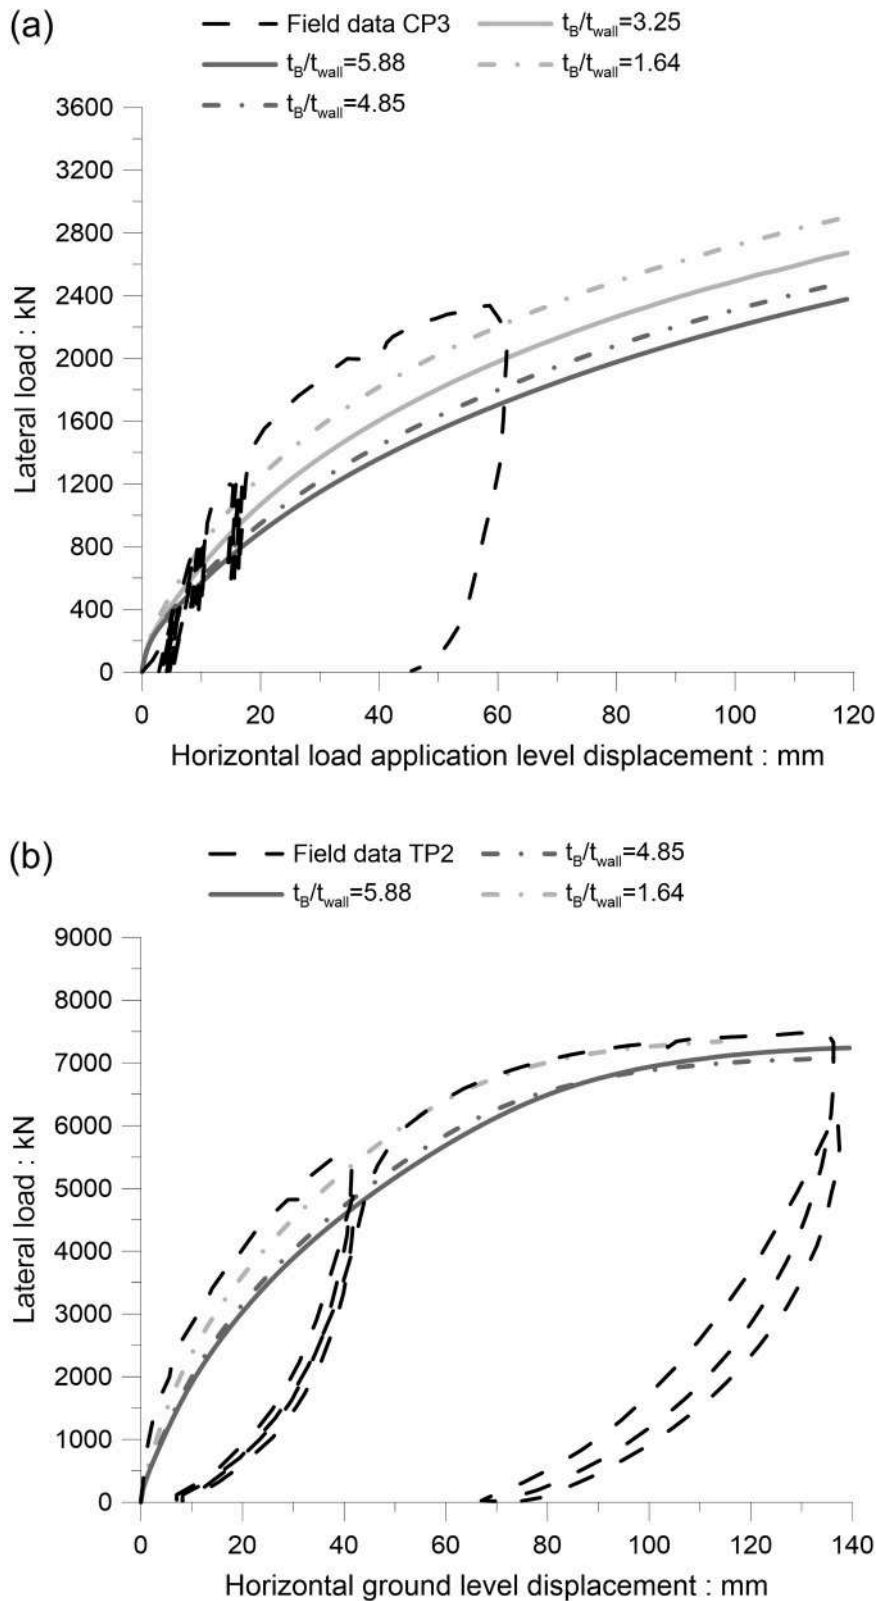 (a)
Field data CP3
t_B/t_wall=3.25
t_B/t_wall=5.88
t_B/t_wall=1.64
t_B/t_wall=4.85
3600
3200
2800
2400
2000
1600
1200
800
400
0
Lateral load : kN
0 20 40 60 80 100 120
Horizontal load application level displacement : mm
(b)
Field data TP2
t_B/t_wall=4.85
t_B/t_wall=5.88
t_B/t_wall=1.64
9000
8000
7000
6000
5000
4000
3000
2000
1000
0
Lateral load : kN
0 20 40 60 80 100 120 140
Horizontal ground level displacement : mm